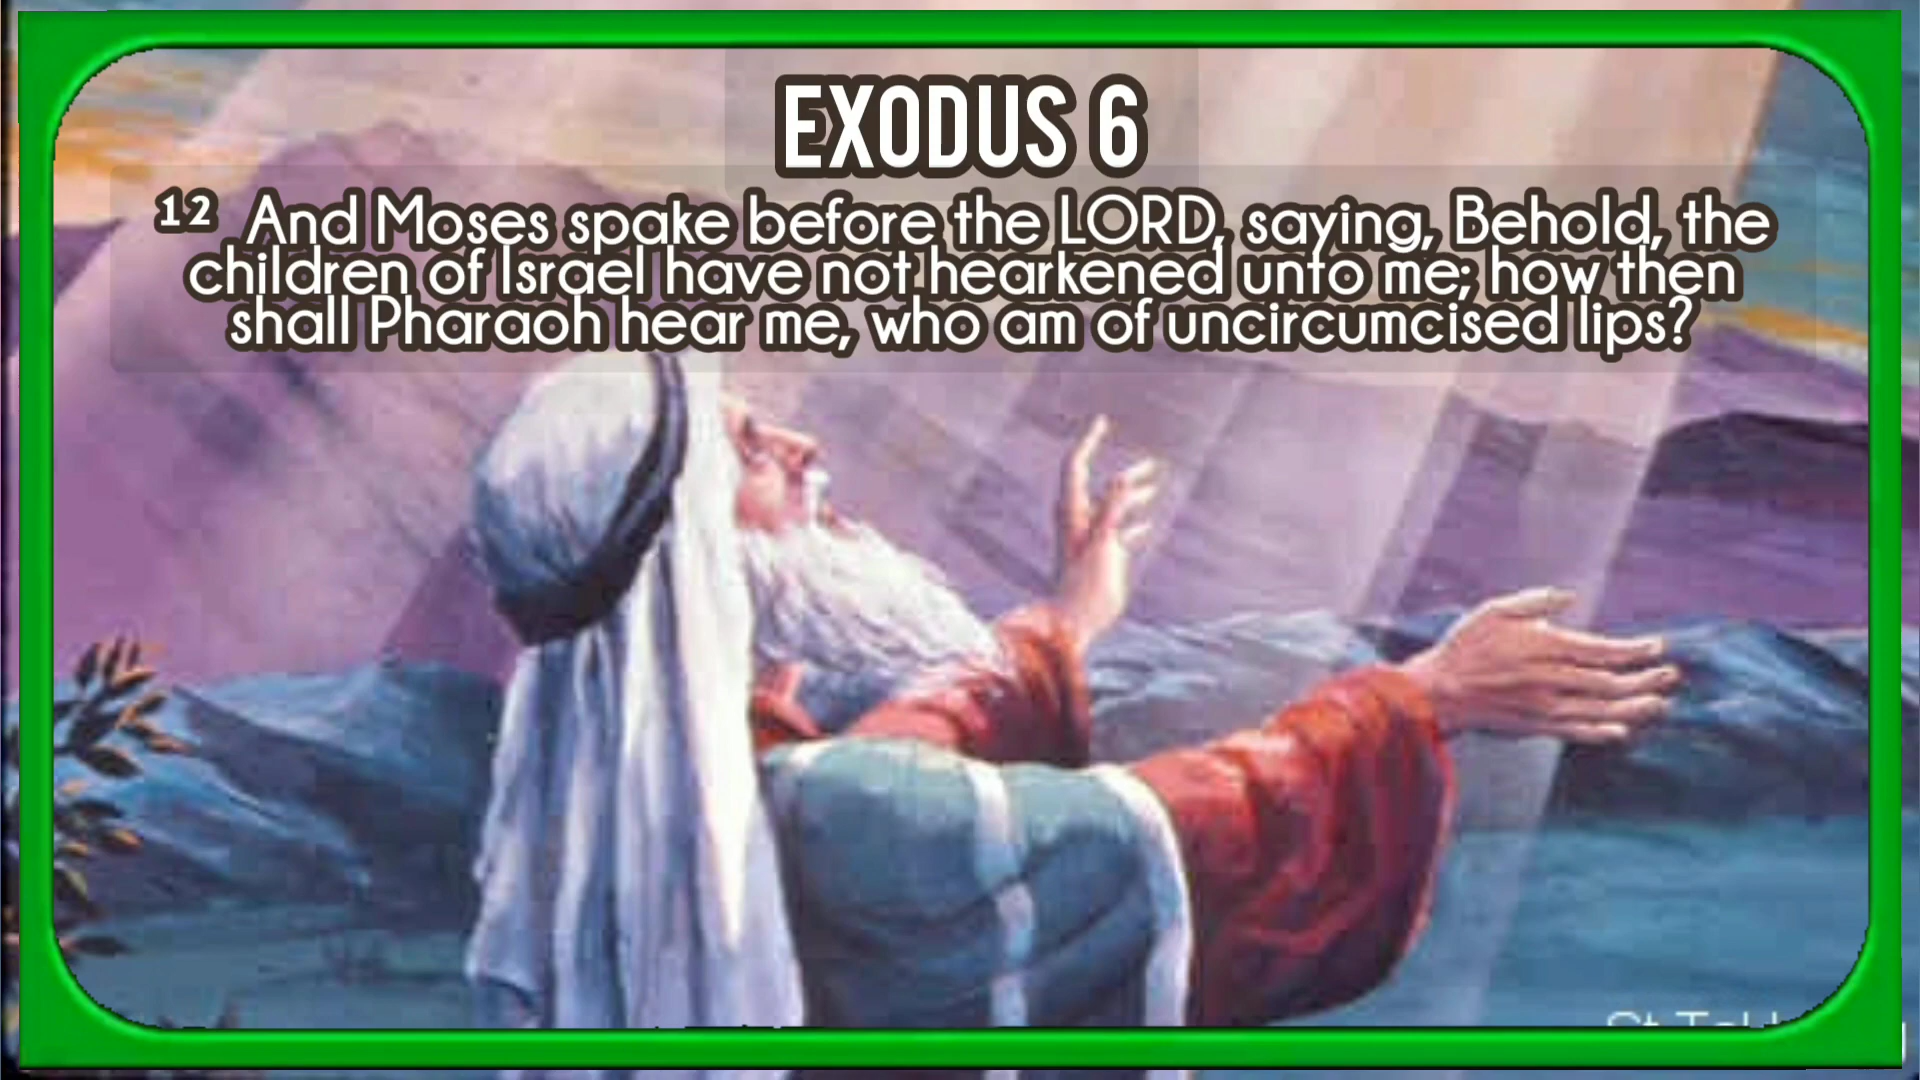 EXODUS 6
¹² And Moses spake before the LORD, saying, Behold, the
children of Israel have not hearkened unto me; how then
shall Pharaoh hear me, who am of uncircumcised lips?